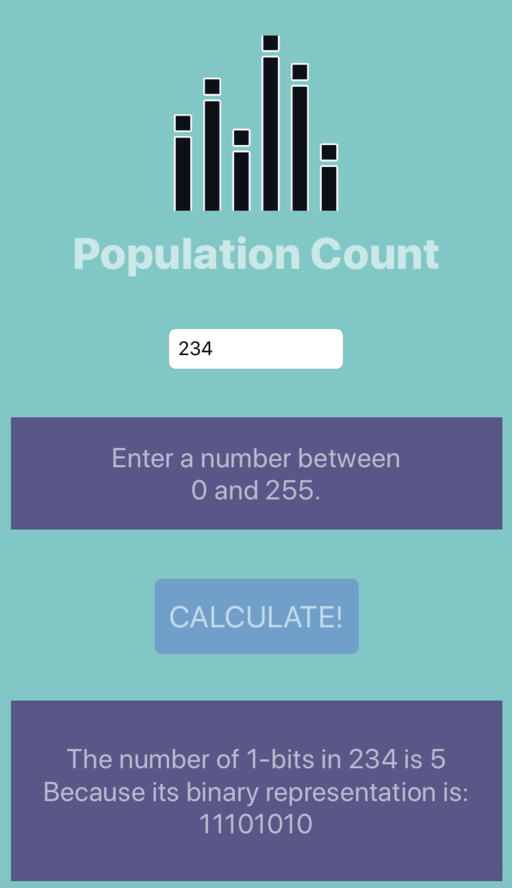 Population Count
234
Enter a number between
0 and 255.
CALCULATE!
The number of 1-bits in 234 is 5
Because its binary representation is:
11101010